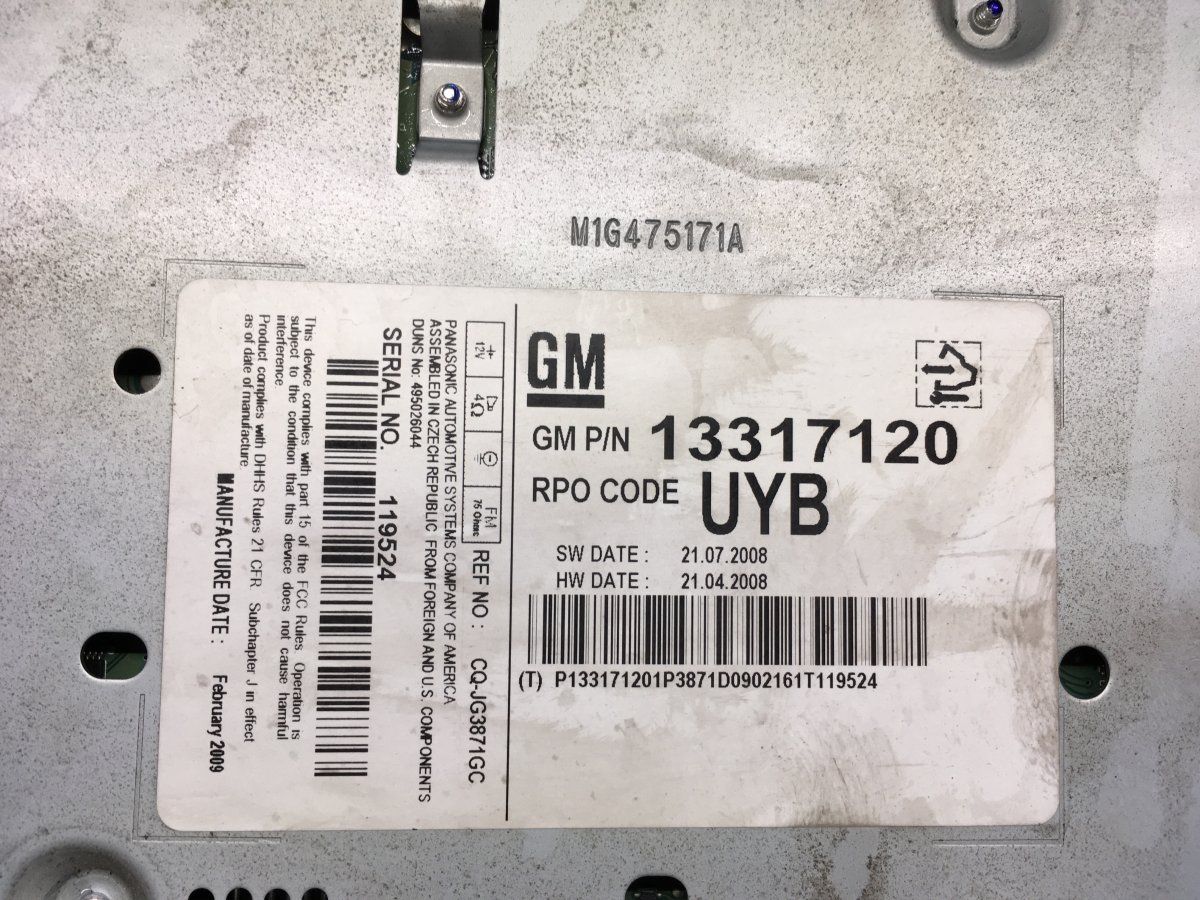 M1G475171A
GM
GM P/N 13317120
RPO CODE UYB
SW DATE : 21.07.2008
HW DATE : 21.04.2008
(T) P133171201P3871D0902161T119524
12V
4Ω
FM
75 Ohms
REF NO : CQ-JG3871GC
PANASONIC AUTOMOTIVE SYSTEMS COMPANY OF AMERICA
ASSEMBLED IN CZECH REPUBLIC FROM FOREIGN AND U.S. COMPONENTS
DUNS No: 495026044
SERIAL NO. 119524
This device complies with part 15 of the FCC Rules. Operation is
subject to the condition that this device does not cause harmful
interference.
Product complies with DHHS Rules 21 CFR Subchapter J in effect
as of date of manufacture.
MANUFACTURE DATE : February 2009